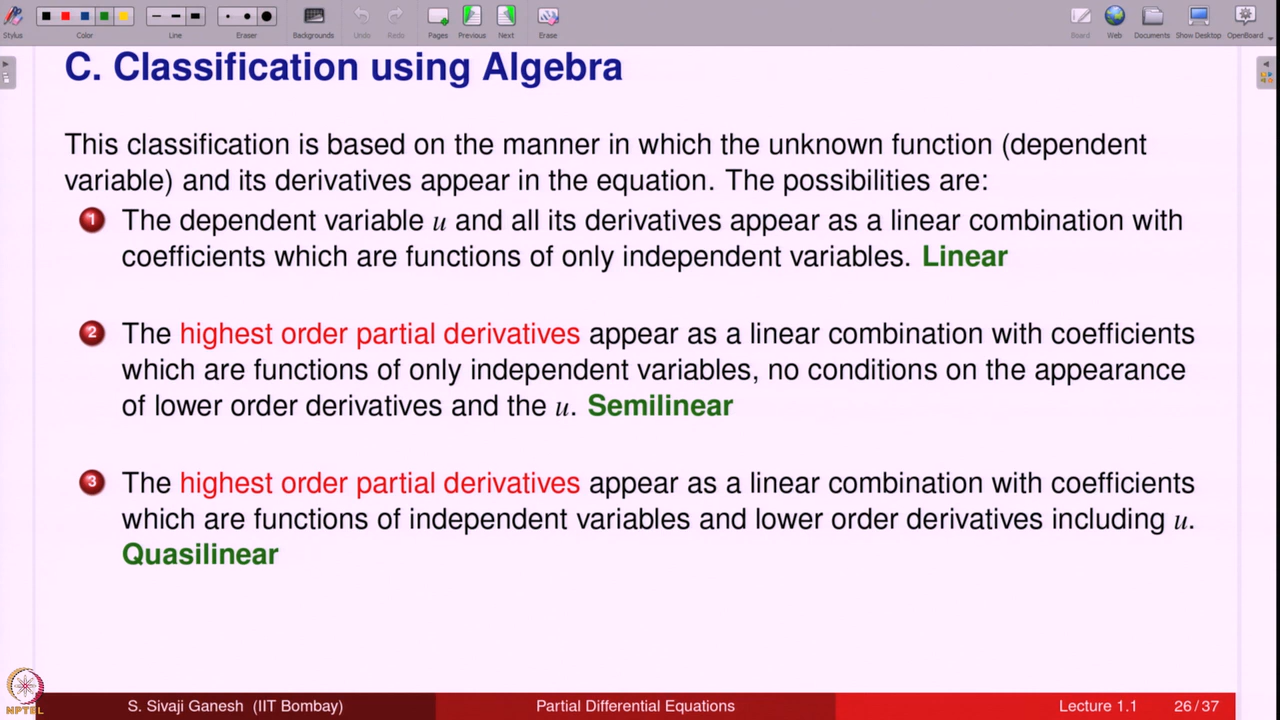 Stylus
Color
Line
Eraser
Backgrounds
Undo
Redo
Pages
Previous
Next
Erase
Board
Web
Documents
Show Desktop
OpenBoard
C. Classification using Algebra
This classification is based on the manner in which the unknown function (dependent
variable) and its derivatives appear in the equation. The possibilities are:
1 The dependent variable u and all its derivatives appear as a linear combination with
coefficients which are functions of only independent variables. Linear
2 The highest order partial derivatives appear as a linear combination with coefficients
which are functions of only independent variables, no conditions on the appearance
of lower order derivatives and the u. Semilinear
3 The highest order partial derivatives appear as a linear combination with coefficients
which are functions of independent variables and lower order derivatives including u.
Quasilinear
NPTEL
S. Sivaji Ganesh (IIT Bombay)
Partial Differential Equations
Lecture 1.1
26/37